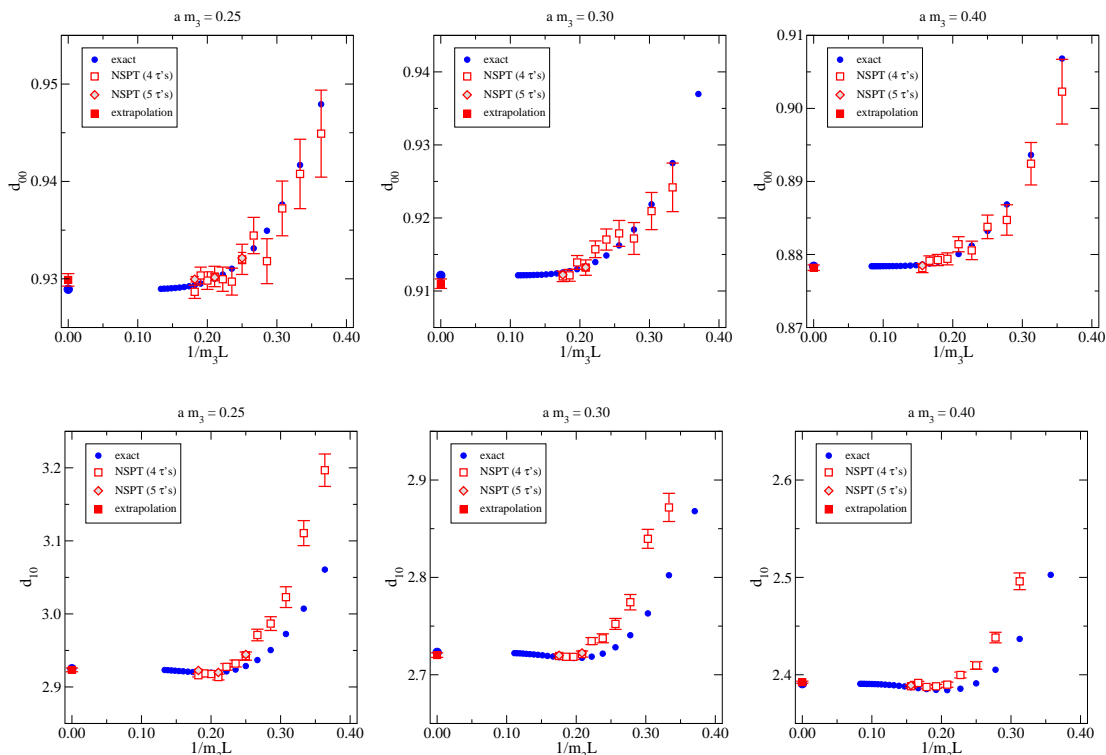 a m3 = 0.25
exact
NSPT (4 τ's)
NSPT (5 τ's)
extrapolation
0.95
0.94
0.93
d00
0.00 0.10 0.20 0.30 0.40
1/m3L
a m3 = 0.30
exact
NSPT (4 τ's)
NSPT (5 τ's)
extrapolation
0.94
0.93
0.92
0.91
d00
0.00 0.10 0.20 0.30 0.40
1/m3L
a m3 = 0.40
exact
NSPT (4 τ's)
NSPT (5 τ's)
extrapolation
0.91
0.90
0.89
0.88
0.87
d00
0.00 0.10 0.20 0.30 0.40
1/m3L
a m3 = 0.25
exact
NSPT (4 τ's)
NSPT (5 τ's)
extrapolation
3.2
3.1
3.0
2.9
d10
0.00 0.10 0.20 0.30 0.40
1/m3L
a m3 = 0.30
exact
NSPT (4 τ's)
NSPT (5 τ's)
extrapolation
2.9
2.8
2.7
d10
0.00 0.10 0.20 0.30 0.40
1/m3L
a m3 = 0.40
exact
NSPT (4 τ's)
NSPT (5 τ's)
extrapolation
2.6
2.5
2.4
d10
0.00 0.10 0.20 0.30 0.40
1/m3L